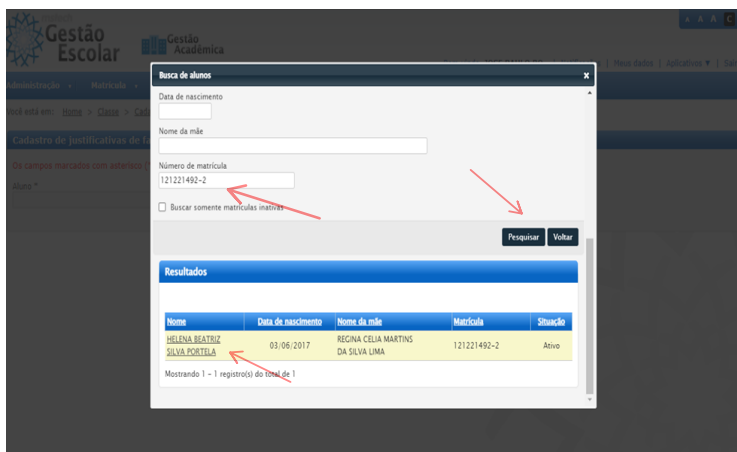 Gestão
Escolar
Gestão
Acadêmica
A A A C
Meus dados | Aplicativos ▼ | Sair
Administração
Matrícula
Você está em: Home > Classe >
Cadastro de justificativas de fa
Os campos marcados com asterisco (*
Aluno *
Busca de alunos x
Data de nascimento
Nome da mãe
Número de matrícula
121221492-2
Buscar somente matrículas inativas
Pesquisar Voltar
Resultados
Nome Data de nascimento Nome da mãe Matrícula Situação
HELENA BEATRIZ SILVA PORTELA 03/06/2017 REGINA CELIA MARTINS DA SILVA LIMA 121221492-2 Ativo
Mostrando 1 - 1 registro(s) do total de 1